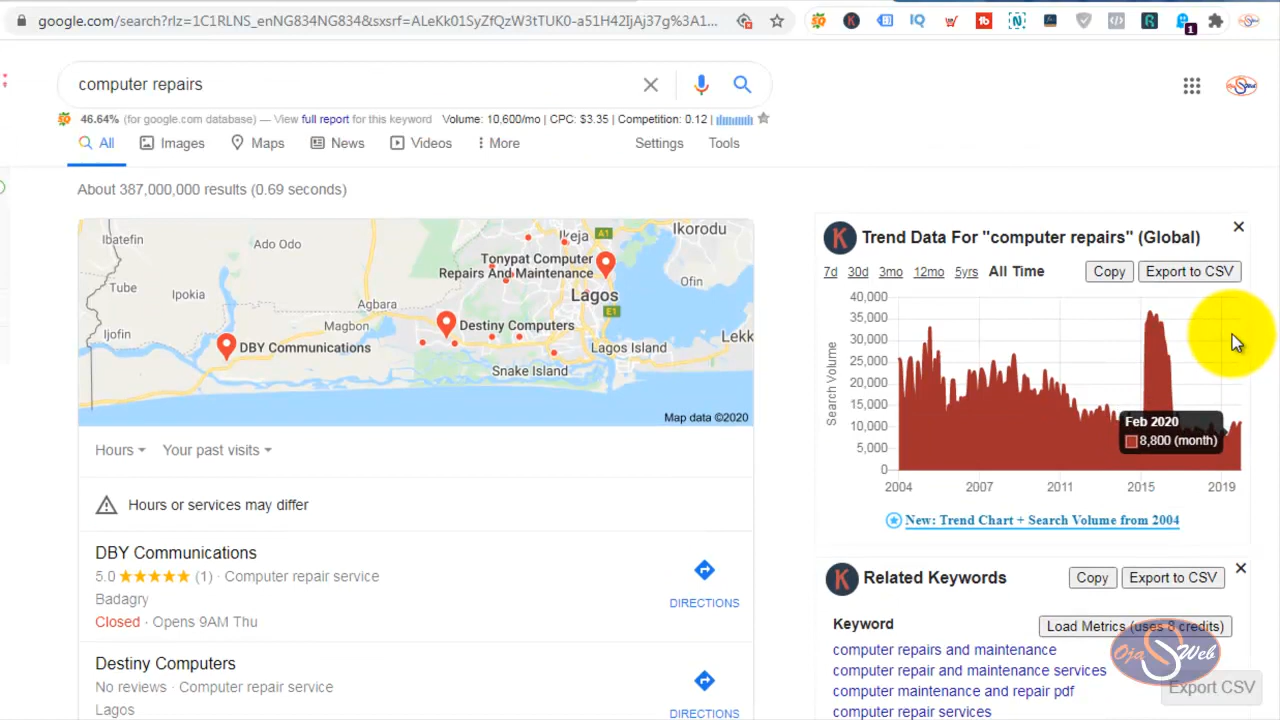 google.com/search?rlz=1C1RLNS_enNG834NG834&sxsrf=ALeKk01SyZfQzW3tTUK0-a51H42IjAj37g%3A1...
computer repairs
46.64% (for google.com database) — View full report for this keyword Volume: 10,600/mo | CPC: $3.35 | Competition: 0.12 |
All Images Maps News Videos More Settings Tools
About 387,000,000 results (0.69 seconds)
Ibatefin
Ado Odo
Ikeja
A1
Ikorodu
Tube
Tonypat Computer
Repairs And Maintenance
Ipokia
Lagos
Ofin
Agbara
E1
Ijofin
Magbon
Destiny Computers
DBY Communications
Lagos Island
Lekk
Snake Island
Map data ©2020
Hours Your past visits
Hours or services may differ
DBY Communications
5.0 (1) · Computer repair service
Badagry
Closed · Opens 9AM Thu
DIRECTIONS
Destiny Computers
No reviews · Computer repair service
Lagos
DIRECTIONS
K Trend Data For "computer repairs" (Global)
7d 30d 3mo 12mo 5yrs All Time Copy Export to CSV
Search Volume
40,000
35,000
30,000
25,000
20,000
15,000
10,000
5,000
0
Feb 2020
8,800 (month)
2004 2007 2011 2015 2019
New: Trend Chart + Search Volume from 2004
K Related Keywords Copy Export to CSV
Keyword Load Metrics (uses 8 credits)
computer repairs and maintenance
computer repair and maintenance services
computer maintenance and repair pdf
computer repair services
Oja Web
Export CSV